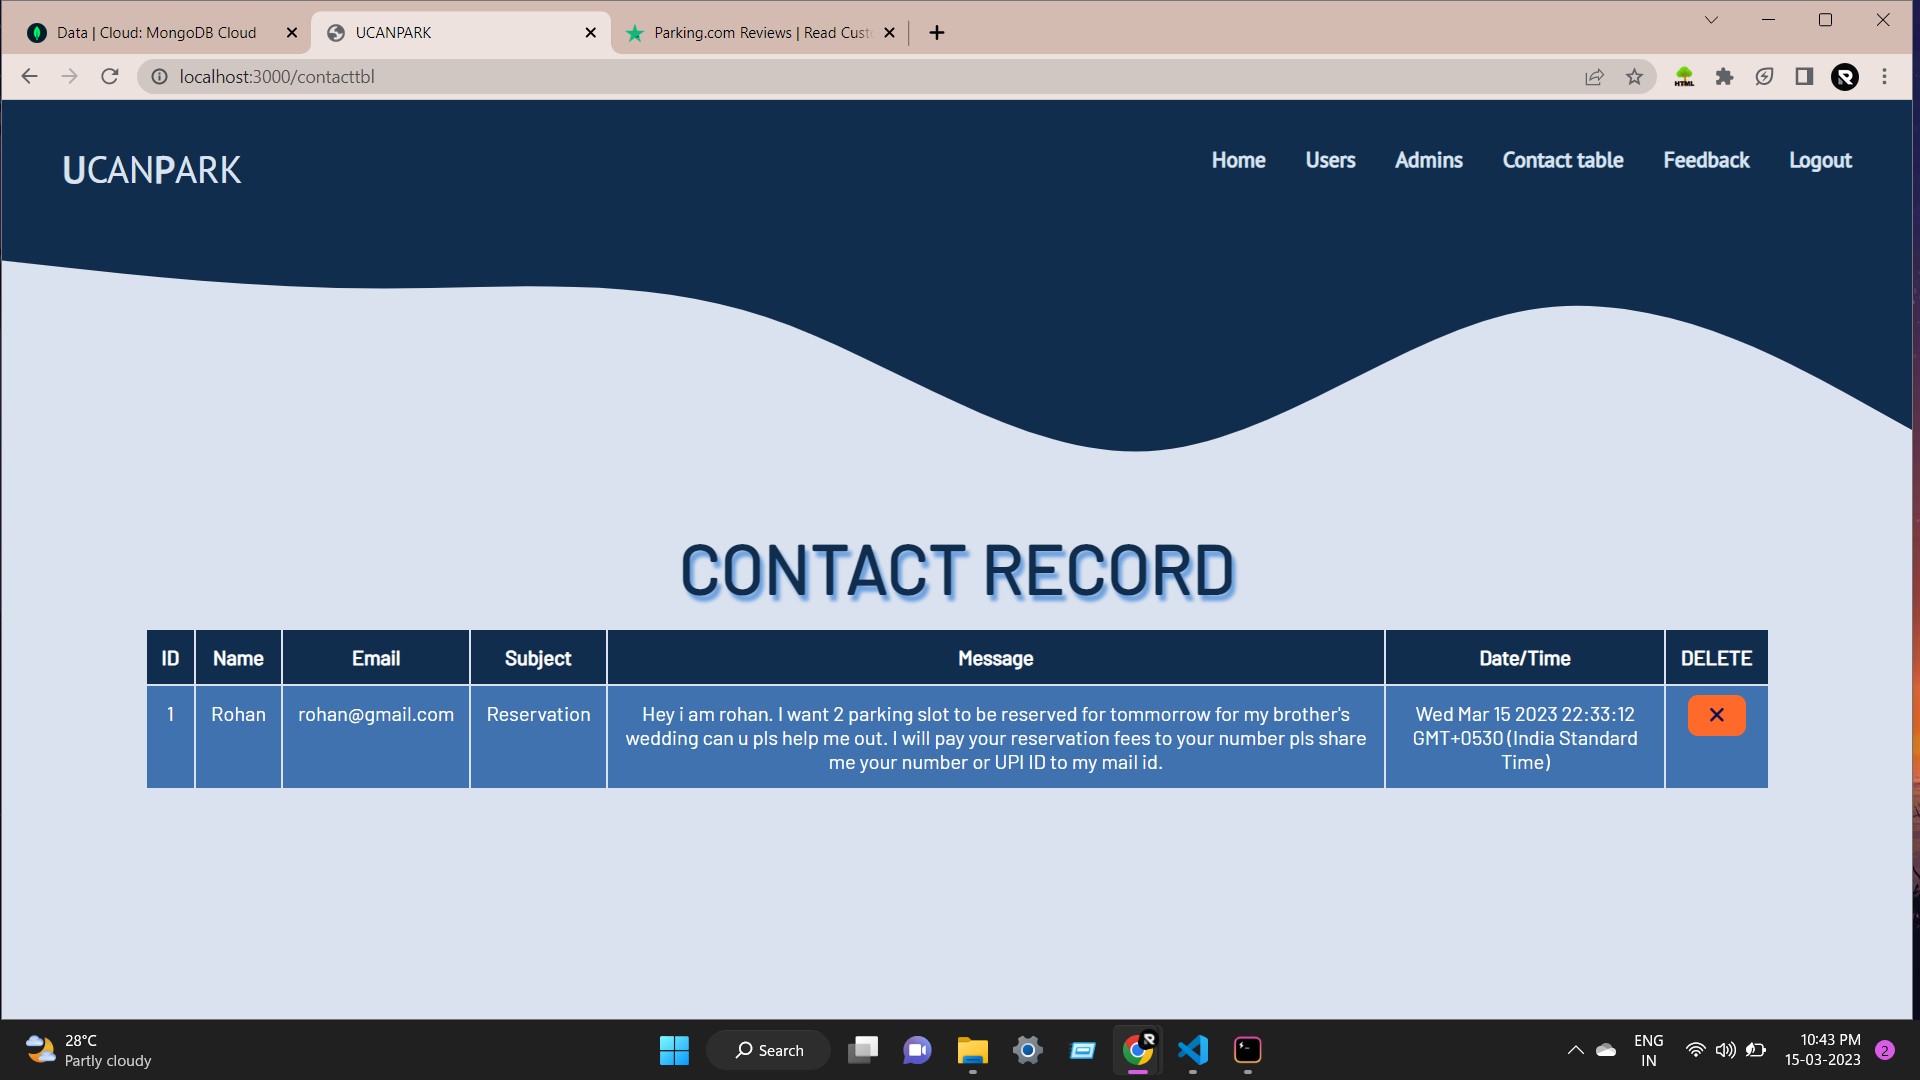 Data | Cloud: MongoDB Cloud
UCANPARK
Parking.com Reviews | Read Cust
localhost:3000/contacttbl
HTML
UCANPARK
Home
Users
Admins
Contact table
Feedback
Logout
CONTACT RECORD
ID
Name
Email
Subject
Message
Date/Time
DELETE
1
Rohan
rohan@gmail.com
Reservation
Hey i am rohan. I want 2 parking slot to be reserved for tommorrow for my brother's
wedding can u pls help me out. I will pay your reservation fees to your number pls share
me your number or UPI ID to my mail id.
Wed Mar 15 2023 22:33:12
GMT+0530 (India Standard
Time)
28°C
Partly cloudy
Search
ENG
IN
10:43 PM
15-03-2023
2